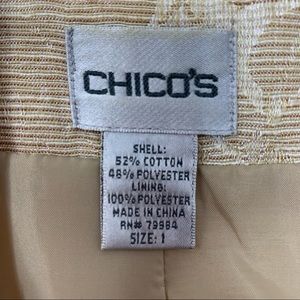 CHICO'S
SHELL:
52% COTTON
48% POLYESTER
LINING:
100% POLYESTER
MADE IN CHINA
RN# 79984
SIZE: 1